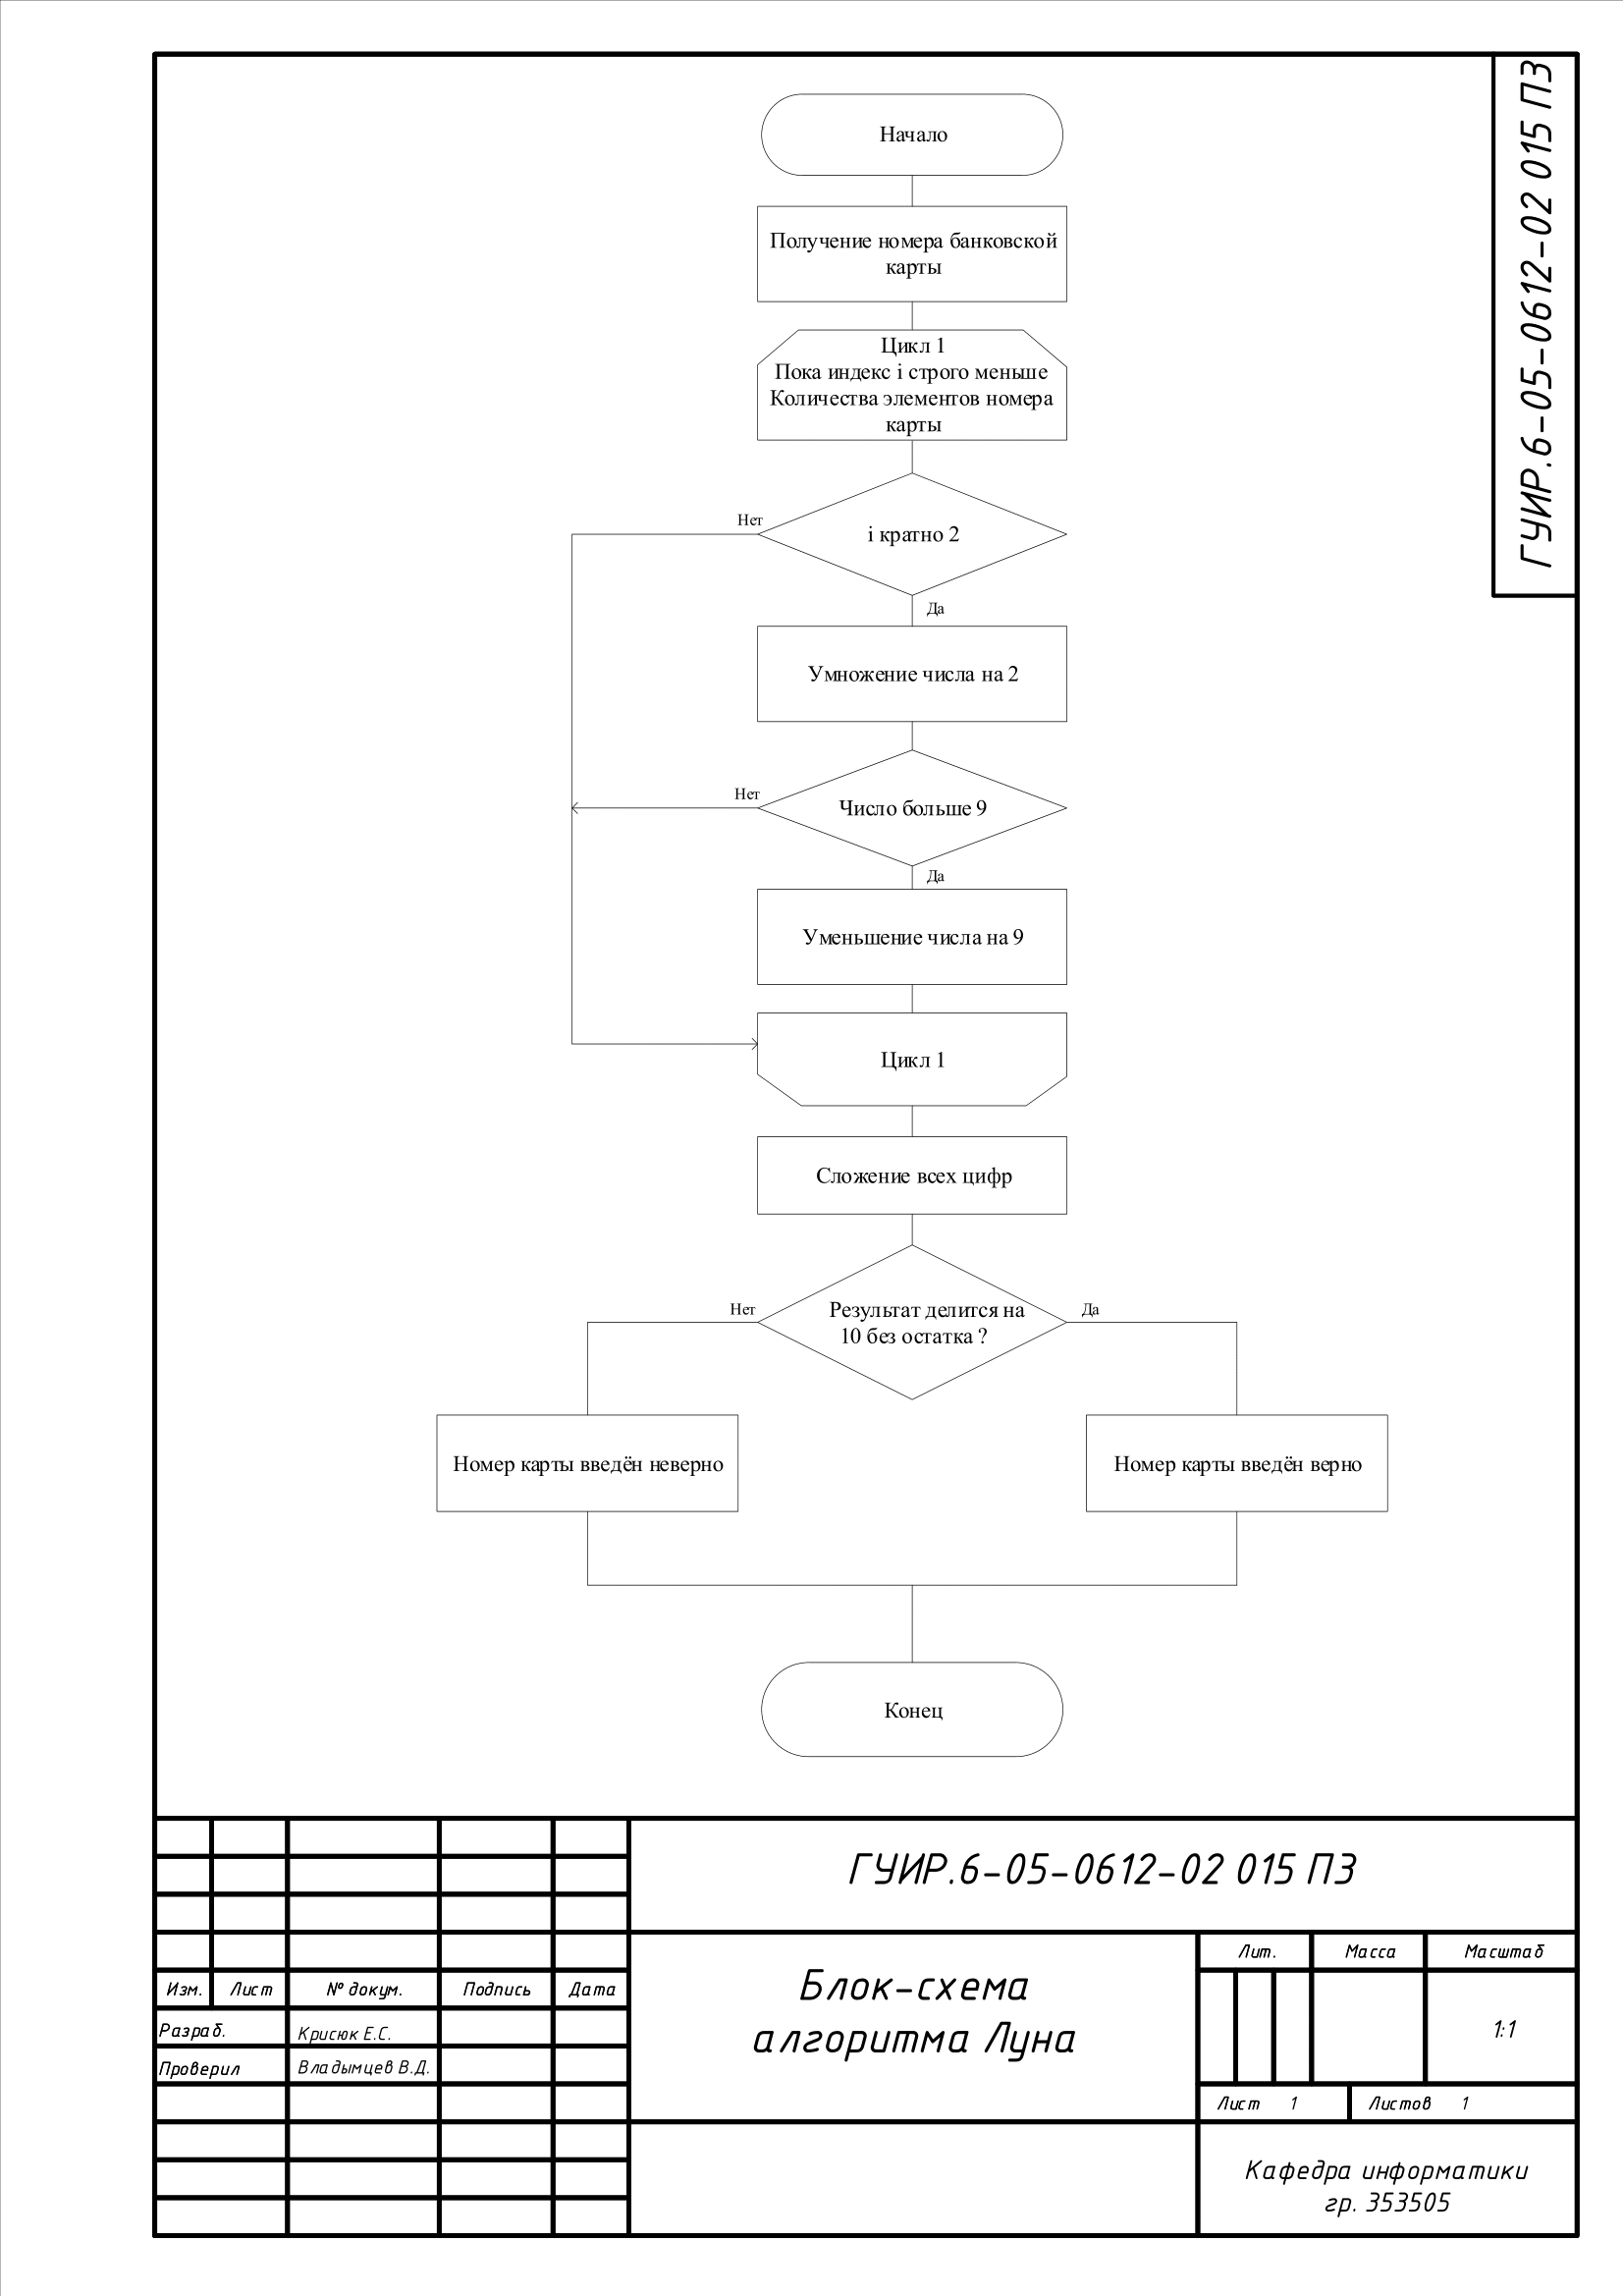 ГУИР.6-05-0612-02 015 ПЗ
Начало
Получение номера банковской
карты
Цикл 1
Пока индекс i строго меньше
Количества элементов номера
карты
i кратно 2
Нет
Да
Умножение числа на 2
Число больше 9
Нет
Да
Уменьшение числа на 9
Цикл 1
Сложение всех цифр
Результат делится на
10 без остатка ?
Нет
Да
Номер карты введён неверно
Номер карты введён верно
Конец
ГУИР.6-05-0612-02 015 ПЗ
Блок-схема
алгоритма Луна
Лит. Масса Масштаб
1:1
Лист 1 Листов 1
Изм. Лист № докум. Подпись Дата
Разраб. Крисюк Е.С.
Проверил Владымцев В.Д.
Кафедра информатики
гр. 353505